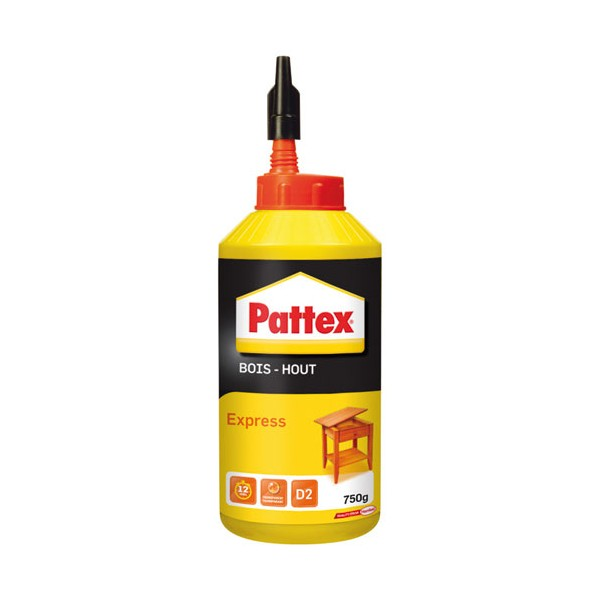 Pattex®
BOIS - HOUT
Express
12
D2
750g